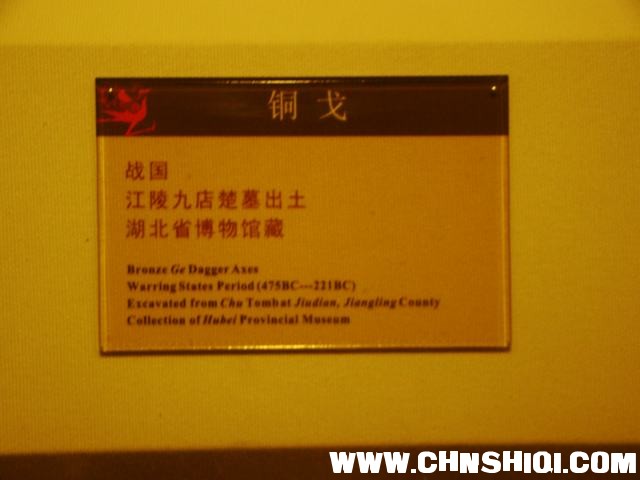 铜戈
战国
江陵九店楚墓出土
湖北省博物馆藏
Bronze Ge Dagger Axes
Warring States Period (475BC---221BC)
Excavated from Chu Tomb at Jiudian, Jiangling County
Collection of Hubei Provincial Museum
WWW.CHNSHIQI.COM